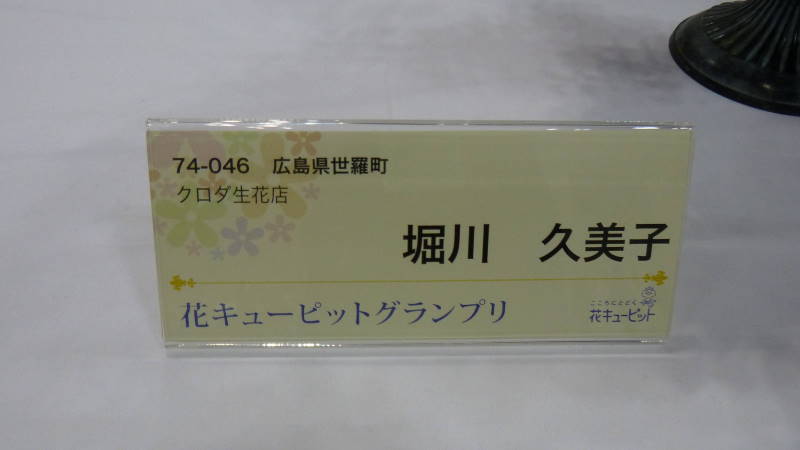 74-046　広島県世羅町
クロダ生花店
堀川　久美子
花キューピットグランプリ
こころにとどく
花キューピット